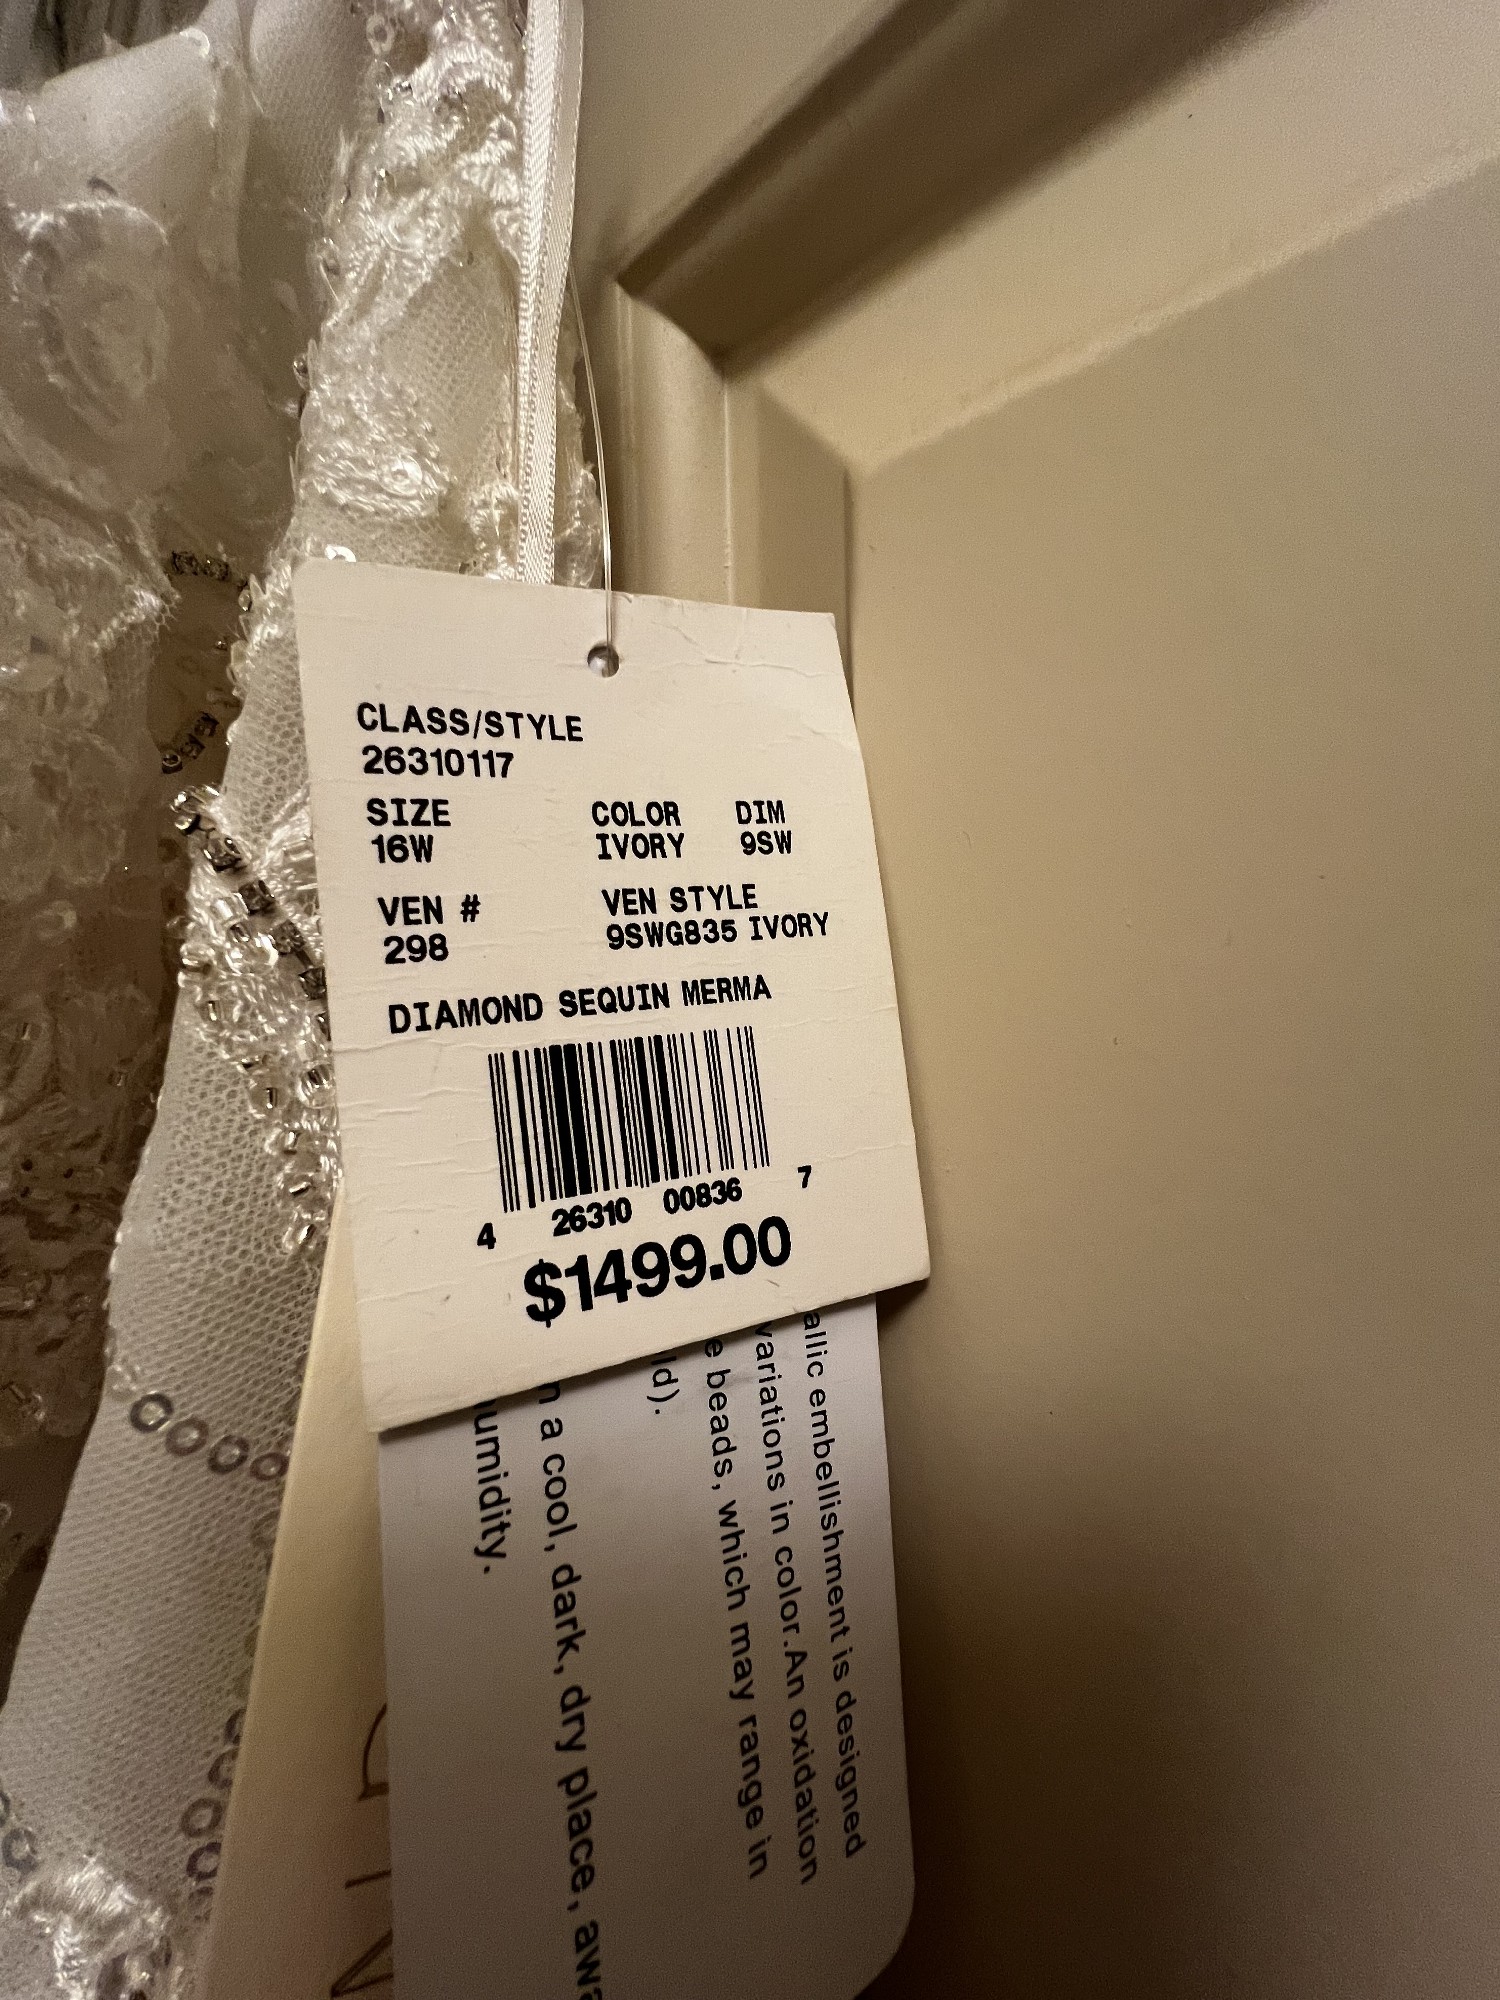 CLASS/STYLE
26310117
SIZE COLOR DIM
16W IVORY 9SW
VEN # VEN STYLE
298 9SWG835 IVORY
DIAMOND SEQUIN MERMA
4 26310 00836 7
$1499.00
allic embellishment is designed
variations in color.An oxidation
e beads, which may range in
ld).
n a cool, dark, dry place, awa
umidity.